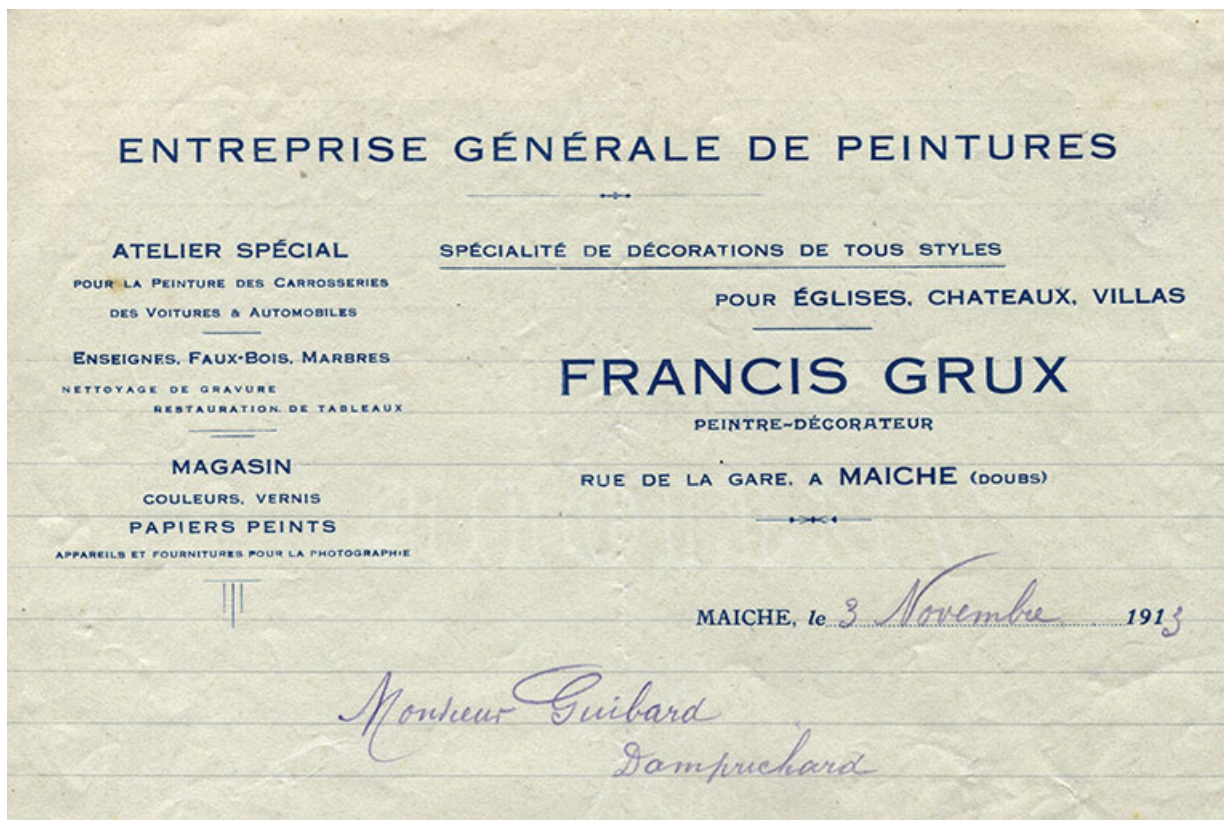 ENTREPRISE GÉNÉRALE DE PEINTURES
ATELIER SPÉCIAL
POUR LA PEINTURE DES CARROSSERIES
DES VOITURES & AUTOMOBILES
ENSEIGNES, FAUX-BOIS, MARBRES
NETTOYAGE DE GRAVURE
RESTAURATION DE TABLEAUX
MAGASIN
COULEURS, VERNIS
PAPIERS PEINTS
APPAREILS ET FOURNITURES POUR LA PHOTOGRAPHIE
SPÉCIALITÉ DE DÉCORATIONS DE TOUS STYLES
POUR ÉGLISES, CHATEAUX, VILLAS
FRANCIS GRUX
PEINTRE-DÉCORATEUR
RUE DE LA GARE, A MAICHE (DOUBS)
MAICHE, le 3 Novembre 1913
Monsieur Guibard
Damprichard